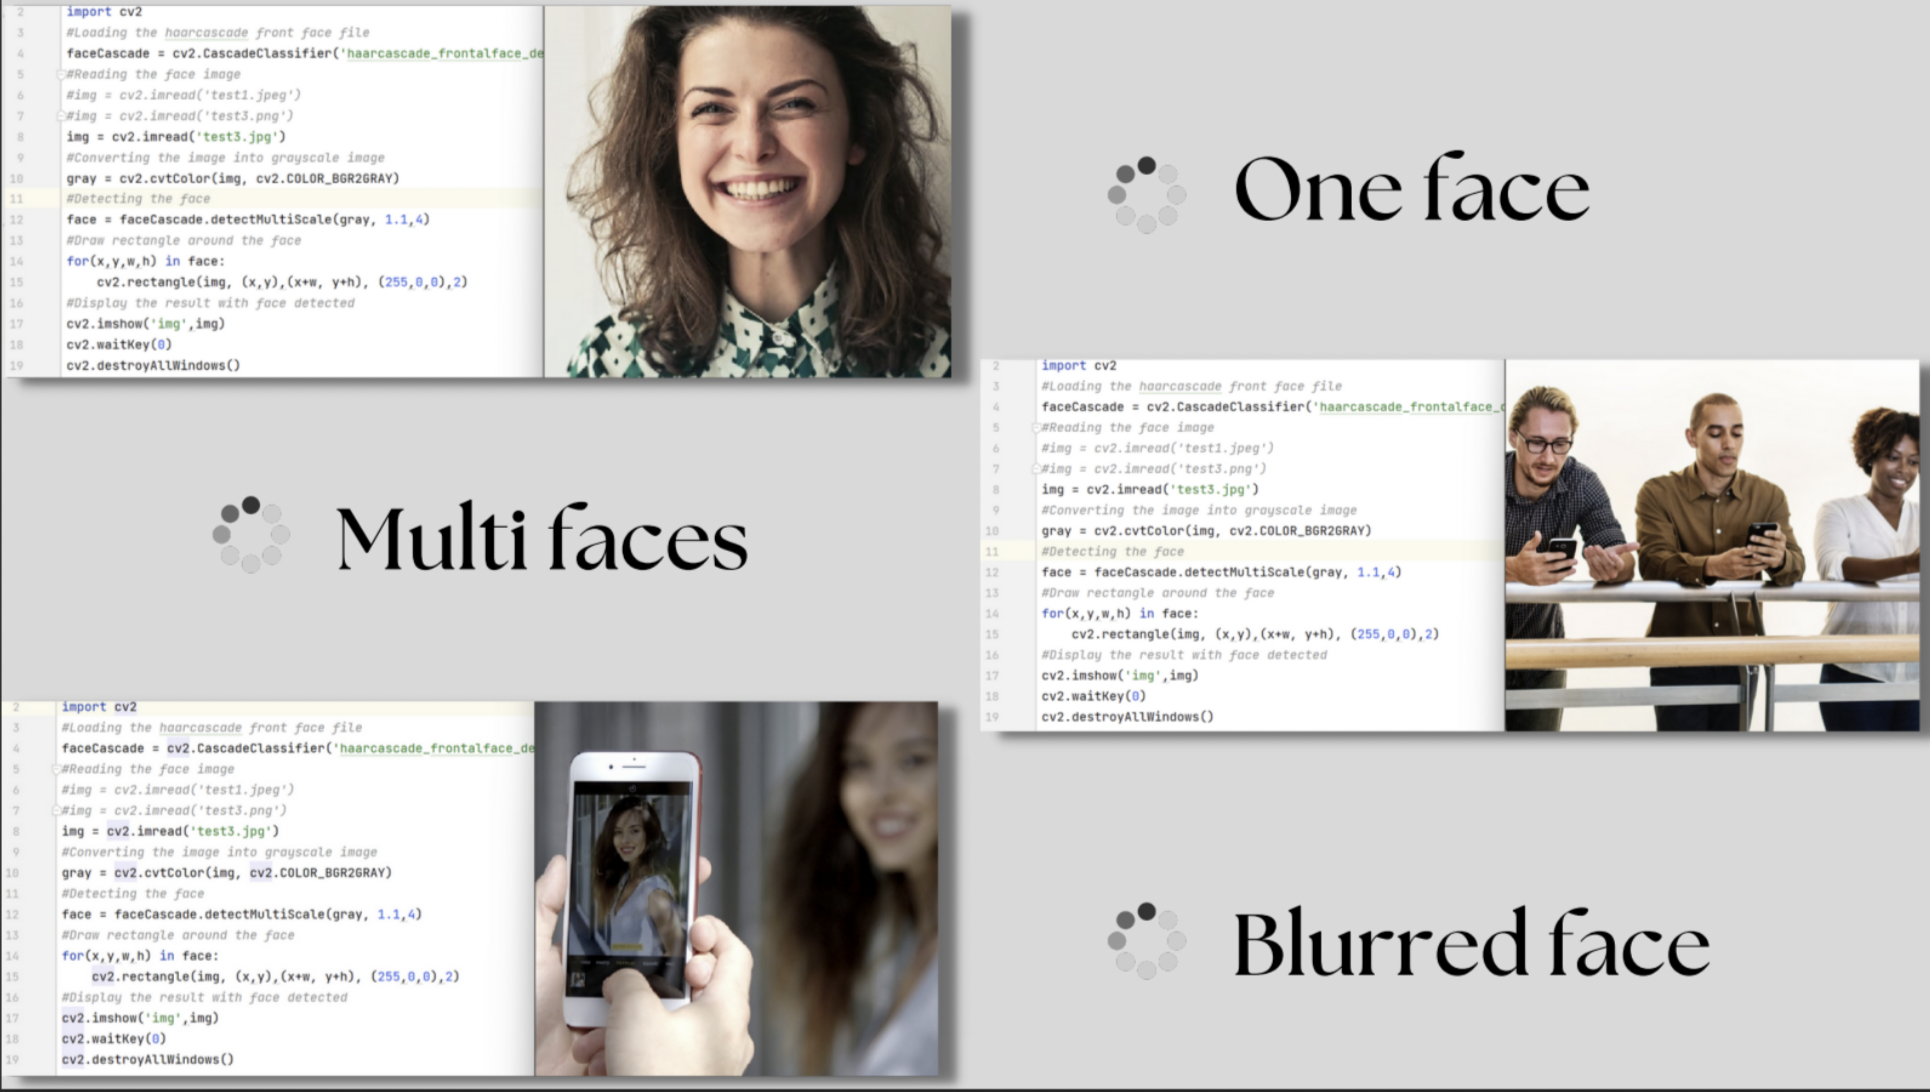 2 import cv2
3 #Loading the haarcascade front face file
4 faceCascade = cv2.CascadeClassifier('haarcascade_frontalface_de
5 #Reading the face image
6 #img = cv2.imread('test1.jpeg')
7 #img = cv2.imread('test3.png')
8 img = cv2.imread('test3.jpg')
9 #Converting the image into grayscale image
10 gray = cv2.cvtColor(img, cv2.COLOR_BGR2GRAY)
11 #Detecting the face
12 face = faceCascade.detectMultiScale(gray, 1.1,4)
13 #Draw rectangle around the face
14 for(x,y,w,h) in face:
15 cv2.rectangle(img, (x,y),(x+w, y+h), (255,0,0),2)
16 #Display the result with face detected
17 cv2.imshow('img',img)
18 cv2.waitKey(0)
19 cv2.destroyAllWindows()
One face
Multi faces
2 import cv2
3 #Loading the haarcascade front face file
4 faceCascade = cv2.CascadeClassifier('haarcascade_frontalface_
5 #Reading the face image
6 #img = cv2.imread('test1.jpeg')
7 #img = cv2.imread('test3.png')
8 img = cv2.imread('test3.jpg')
9 #Converting the image into grayscale image
10 gray = cv2.cvtColor(img, cv2.COLOR_BGR2GRAY)
11 #Detecting the face
12 face = faceCascade.detectMultiScale(gray, 1.1,4)
13 #Draw rectangle around the face
14 for(x,y,w,h) in face:
15 cv2.rectangle(img, (x,y),(x+w, y+h), (255,0,0),2)
16 #Display the result with face detected
17 cv2.imshow('img',img)
18 cv2.waitKey(0)
19 cv2.destroyAllWindows()
2 import cv2
3 #Loading the haarcascade front face file
4 faceCascade = cv2.CascadeClassifier('haarcascade_frontalface_de
5 #Reading the face image
6 #img = cv2.imread('test1.jpeg')
7 #img = cv2.imread('test3.png')
8 img = cv2.imread('test3.jpg')
9 #Converting the image into grayscale image
10 gray = cv2.cvtColor(img, cv2.COLOR_BGR2GRAY)
11 #Detecting the face
12 face = faceCascade.detectMultiScale(gray, 1.1,4)
13 #Draw rectangle around the face
14 for(x,y,w,h) in face:
15 cv2.rectangle(img, (x,y),(x+w, y+h), (255,0,0),2)
16 #Display the result with face detected
17 cv2.imshow('img',img)
18 cv2.waitKey(0)
19 cv2.destroyAllWindows()
Blurred face